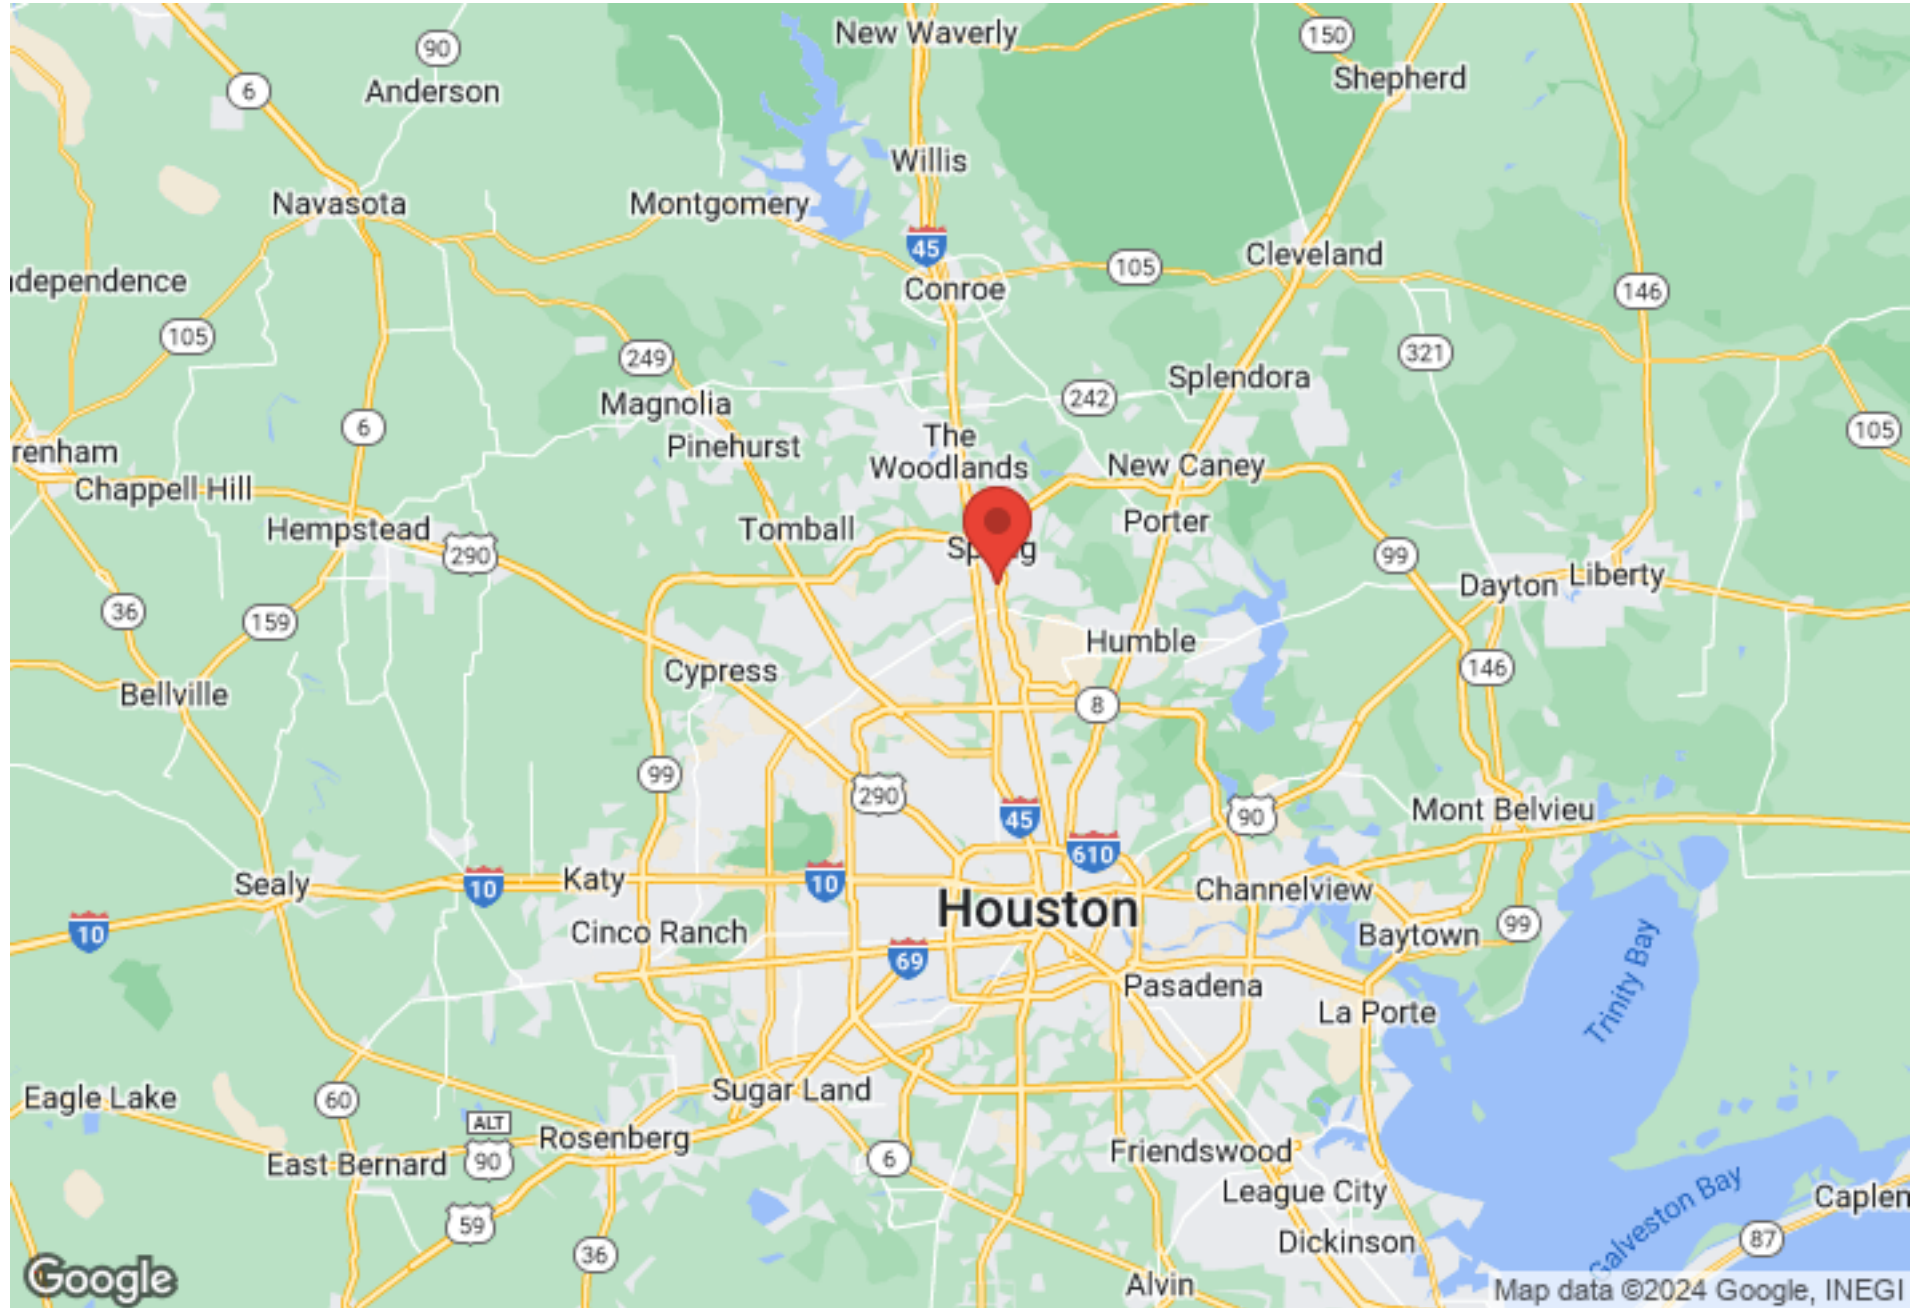 New Waverly
150
90
Shepherd
6
Anderson
Willis
Navasota
Montgomery
45
Cleveland
105
ndependence
Conroe
146
105
249
321
Splendora
242
Magnolia
6
The
Woodlands
105
Pinehurst
renham
New Caney
Chappell Hill
Hempstead
Tomball
Porter
290
Spring
99
Dayton
Liberty
36
159
Humble
Cypress
146
Bellville
8
99
290
45
90
Mont Belvieu
610
Sealy
10
Katy
10
Channelview
Houston
10
Cinco Ranch
99
Baytown
69
Trinity Bay
Pasadena
La Porte
Sugar Land
Eagle Lake
60
ALT
90
Rosenberg
East Bernard
6
Friendswood
League City
Galveston Bay
Caplen
59
36
Dickinson
87
Google
Alvin
Map data ©2024 Google, INEGI